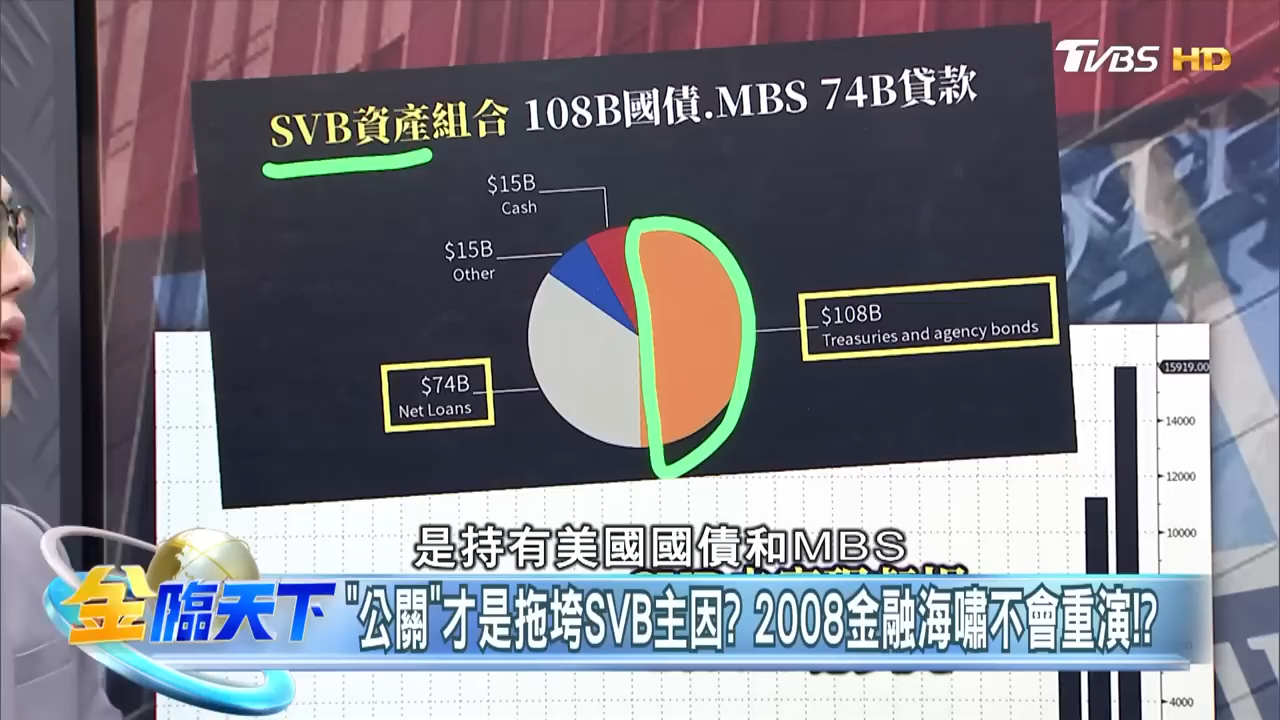 TVBS HD
SVB資產組合 108B國債.MBS 74B貸款
$15B
Cash
$15B
Other
$108B
Treasuries and agency bonds
$74B
Net Loans
15919.00
14000
12000
10000
4000
是持有美國國債和MBS
金臨天下
"公關"才是拖垮SVB主因? 2008金融海嘯不會重演!?